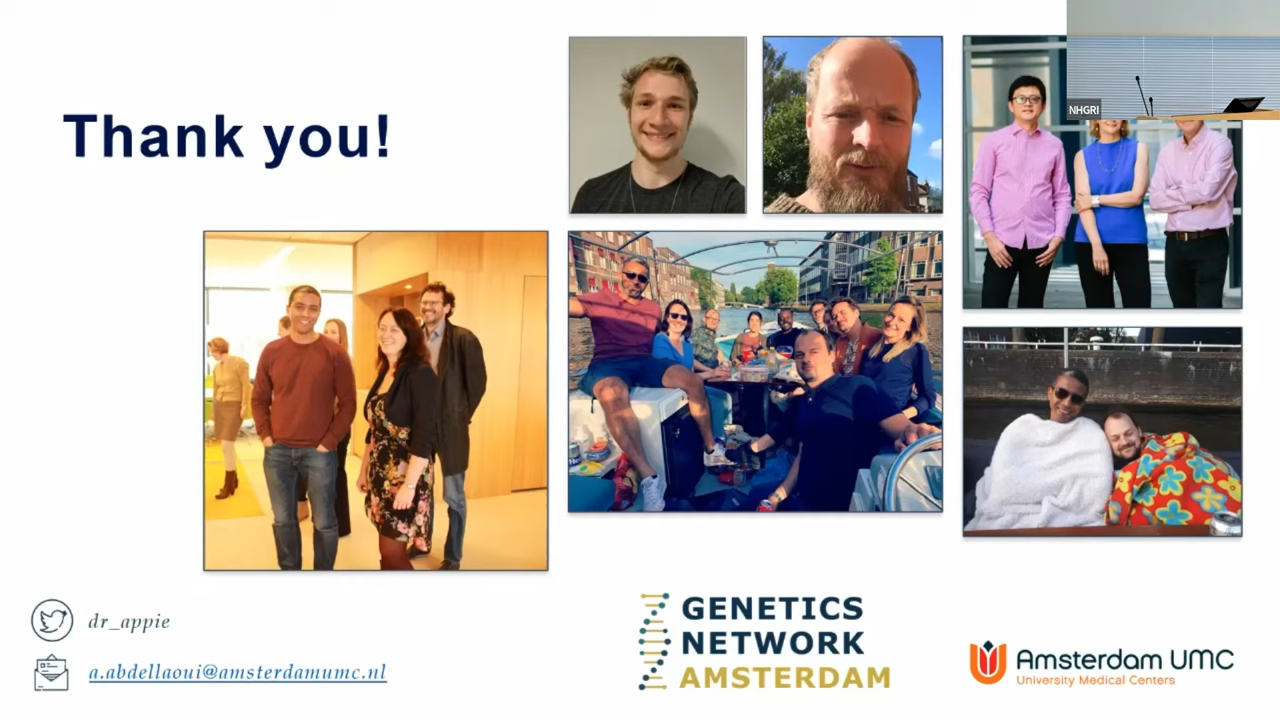 Thank you!
NHGRI
dr_appie
a.abdellaoui@amsterdamumc.nl
GENETICS
NETWORK
AMSTERDAM
Amsterdam UMC
University Medical Centers